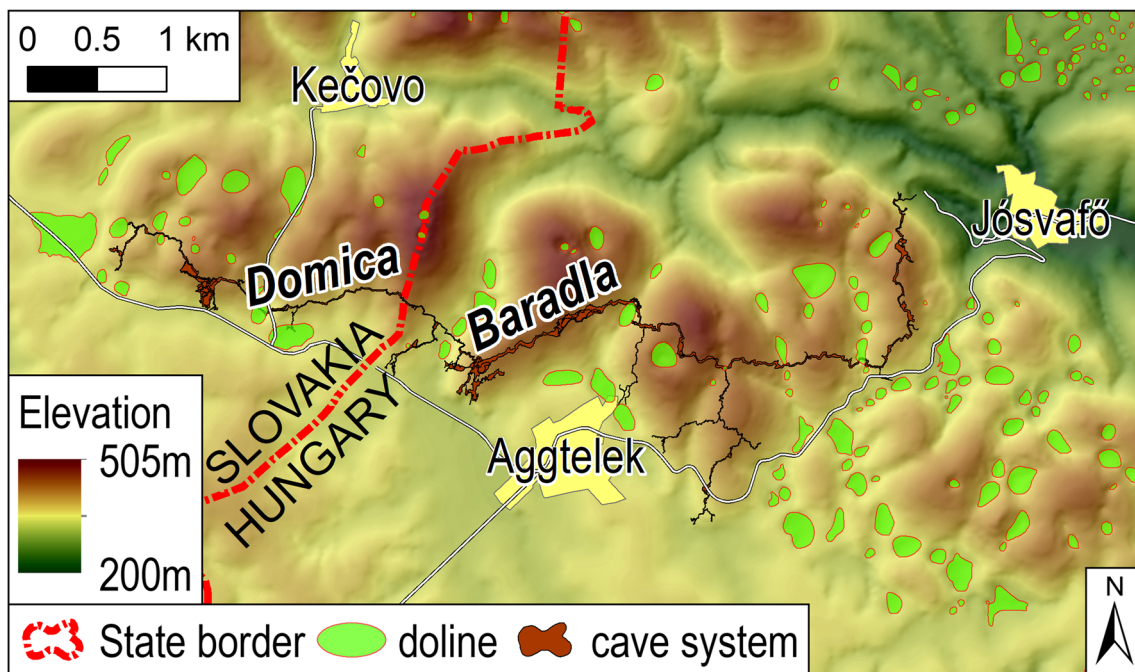 0 0.5 1 km
Kečovo
Jósvafő
Domica
Baradla
SLOVAKIA
HUNGARY
Aggtelek
Elevation
505m
200m
N
State border doline cave system